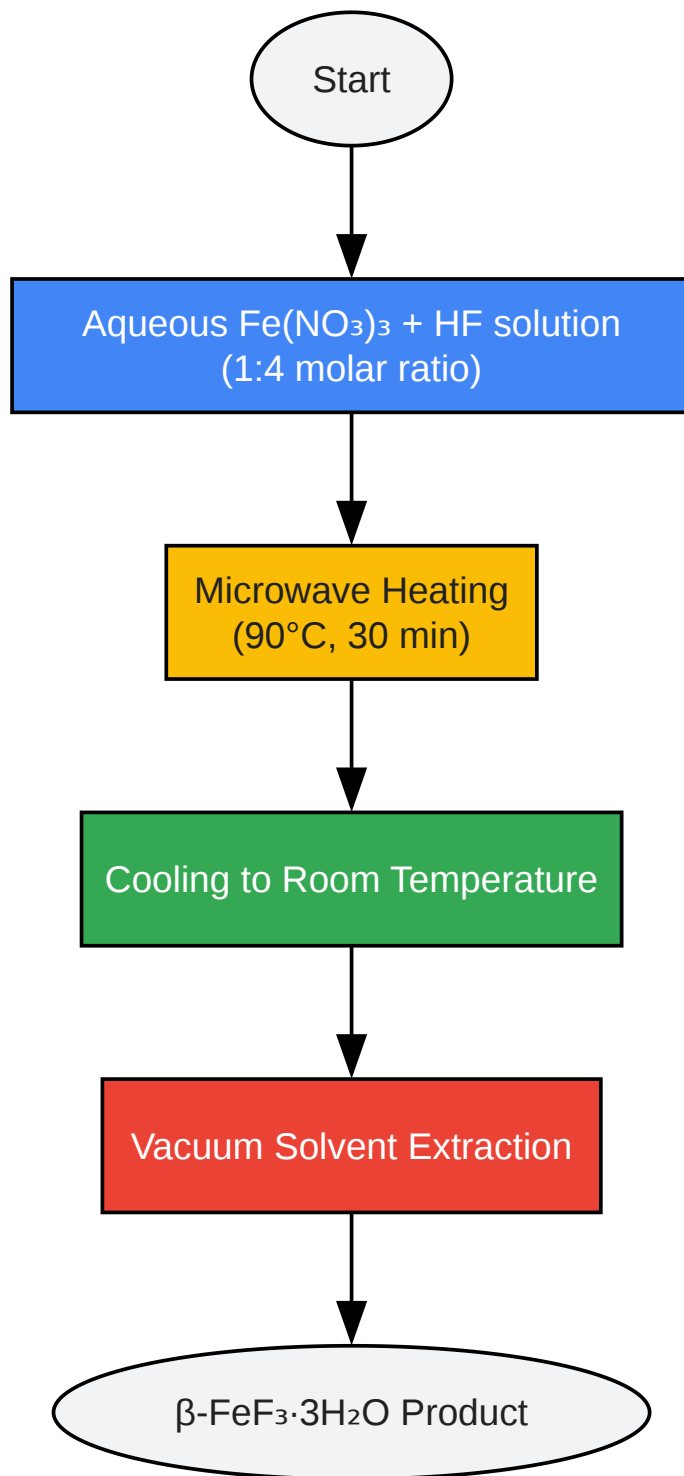 Start
Aqueous Fe(NO₃)₃ + HF solution
(1:4 molar ratio)
Microwave Heating
(90°C, 30 min)
Cooling to Room Temperature
Vacuum Solvent Extraction
β-FeF₃·3H₂O Product